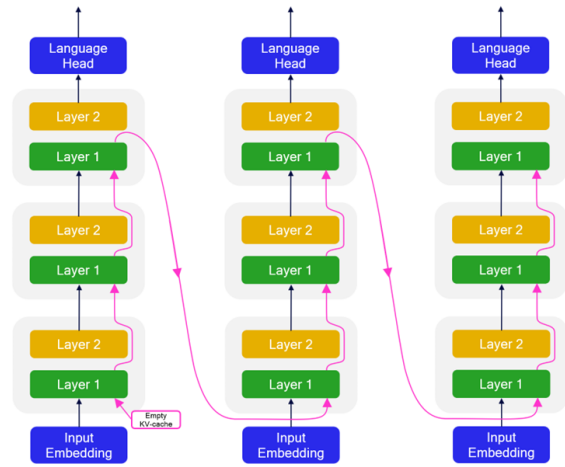 Language
Head
Language
Head
Language
Head
Layer 2
Layer 2
Layer 2
Layer 1
Layer 1
Layer 1
Layer 2
Layer 2
Layer 2
Layer 1
Layer 1
Layer 1
Layer 2
Layer 2
Layer 2
Layer 1
Layer 1
Layer 1
Empty
KV-cache
Input
Embedding
Input
Embedding
Input
Embedding